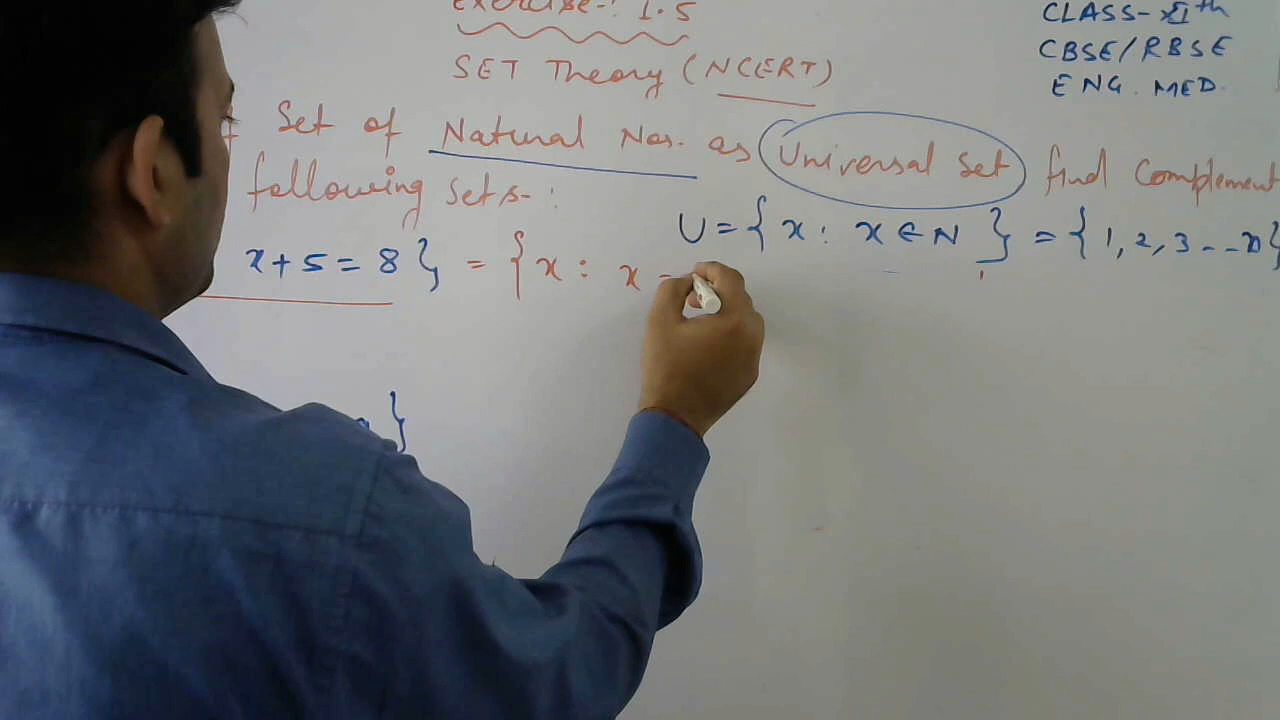 Exercise-: 1.5
SET Theory (NCERT)
CLASS-XIth
CBSE/RBSE
ENG. MED.
Set of Natural Nos. as Universal Set find Complement
following sets-:
U = { x : x ∈ N } = { 1, 2, 3 - - - n }
x + 5 = 8 } = { x : x =
}